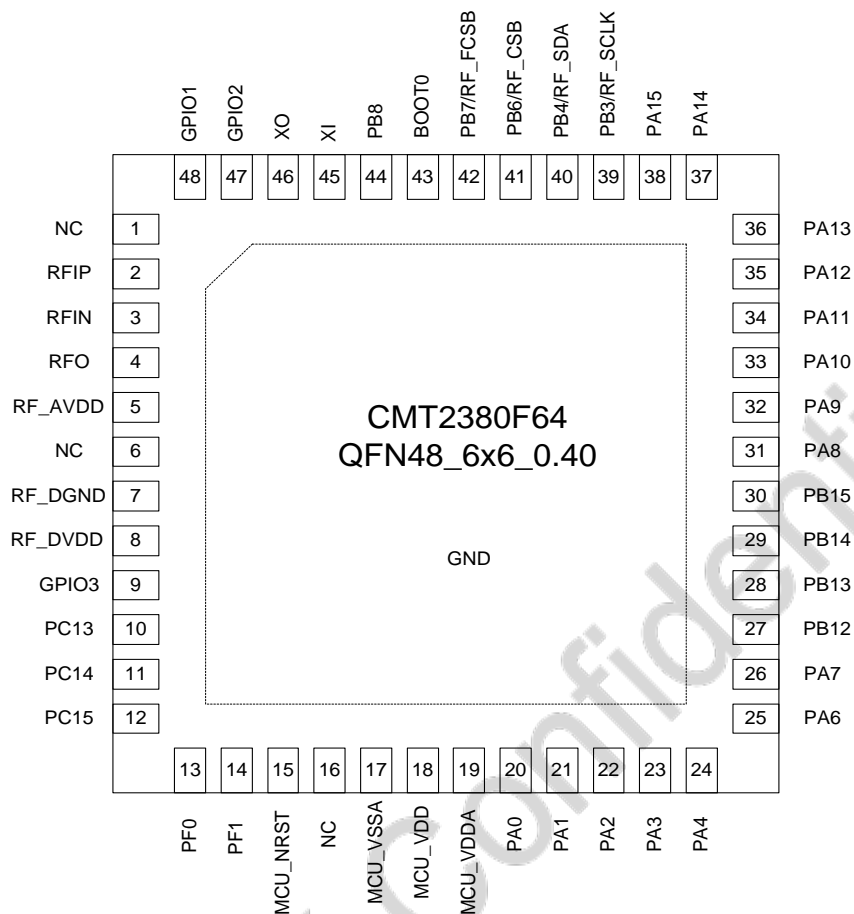 GPIO1
GPIO2
XO
XI
PB8
BOOT0
PB7/RF_FCSB
PB6/RF_CSB
PB4/RF_SDA
PB3/RF_SCLK
PA15
PA14
48 47 46 45 44 43 42 41 40 39 38 37
NC 1
RFIP 2
RFIN 3
RFO 4
RF_AVDD 5
NC 6
RF_DGND 7
RF_DVDD 8
GPIO3 9
PC13 10
PC14 11
PC15 12
CMT2380F64
QFN48_6x6_0.40
GND
36 PA13
35 PA12
34 PA11
33 PA10
32 PA9
31 PA8
30 PB15
29 PB14
28 PB13
27 PB12
26 PA7
25 PA6
13 14 15 16 17 18 19 20 21 22 23 24
PF0
PF1
MCU_NRST
NC
MCU_VSSA
MCU_VDD
MCU_VDDA
PA0
PA1
PA2
PA3
PA4
Confidenti